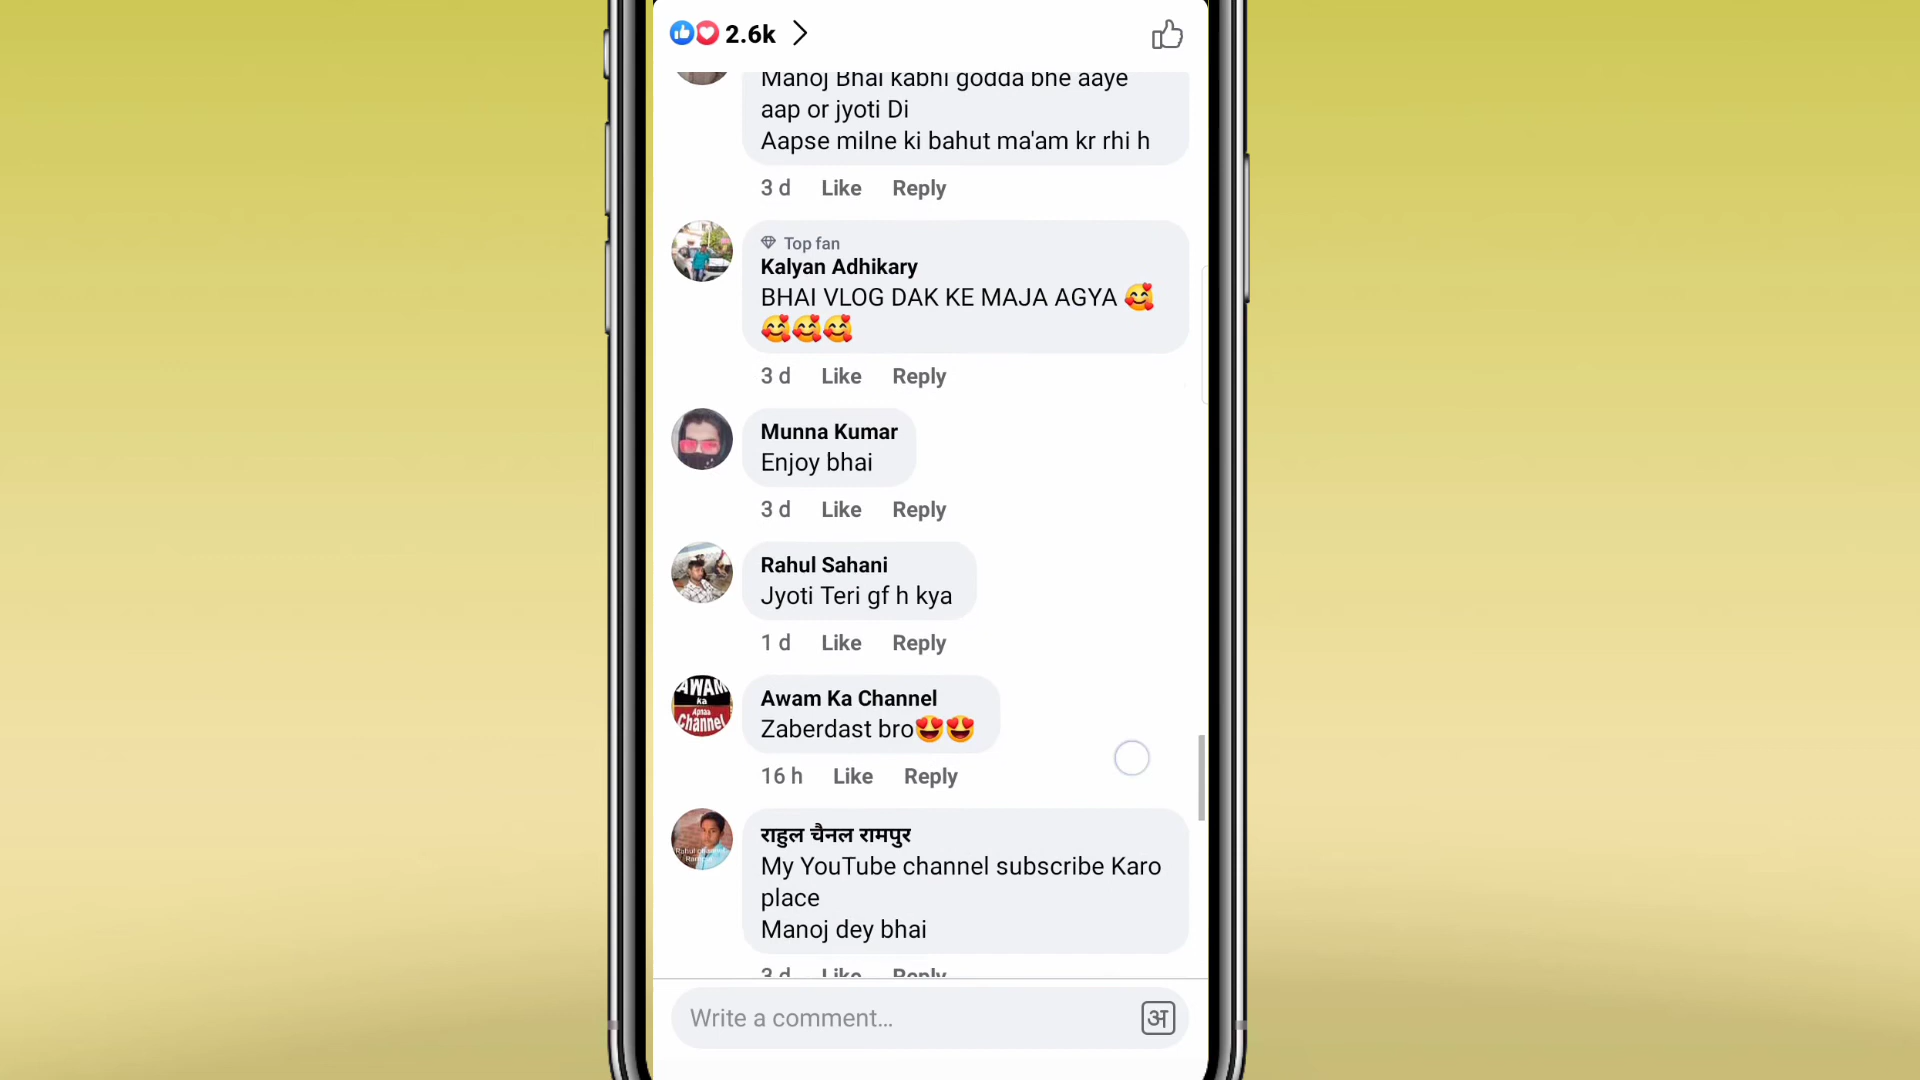 2.6k
Manoj Bhai kabhi godda bhe aaye
aap or jyoti Di
Aapse milne ki bahut ma'am kr rhi h
3 d Like Reply
Top fan
Kalyan Adhikary
BHAI VLOG DAK KE MAJA AGYA 🥰
🥰🥰🥰
3 d Like Reply
Munna Kumar
Enjoy bhai
3 d Like Reply
Rahul Sahani
Jyoti Teri gf h kya
1 d Like Reply
AWAM
ka
Apnaa
Channel
Awam Ka Channel
Zaberdast bro😍😍
16 h Like Reply
राहुल चैनल रामपुर
My YouTube channel subscribe Karo
place
Manoj dey bhai
3 d Like Reply
Write a comment...
अ